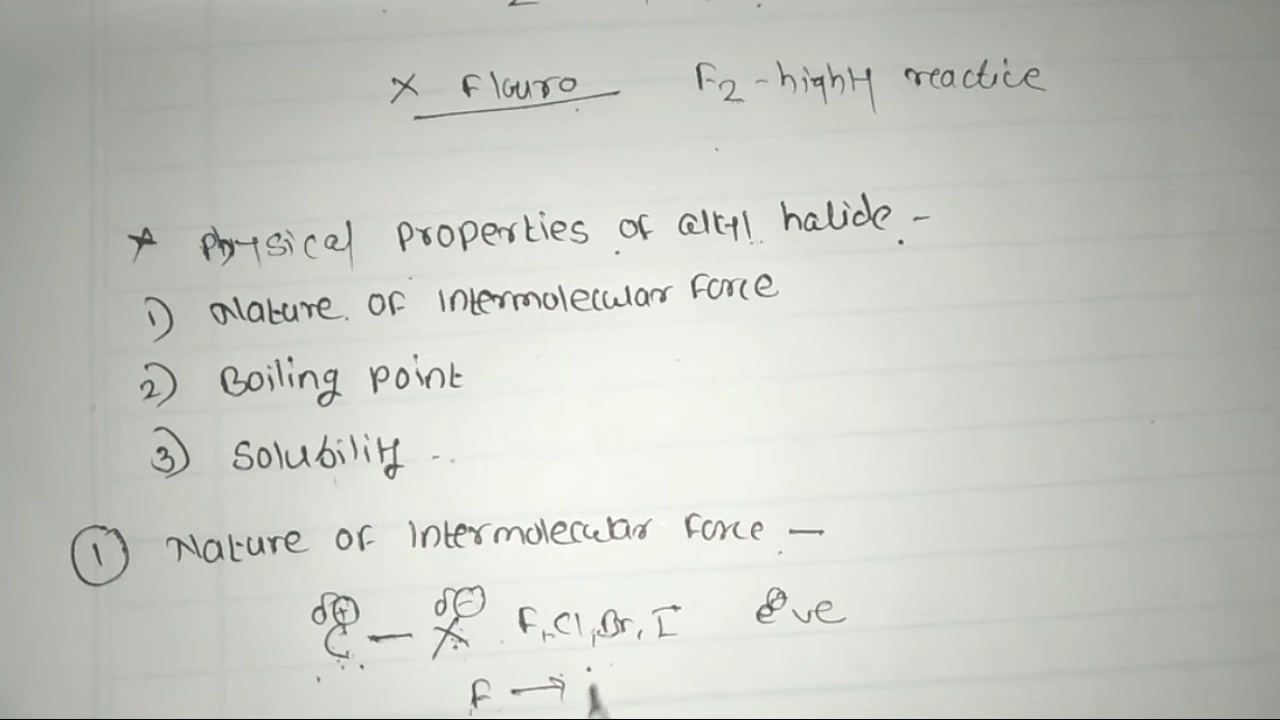 × Flouro F2 - highly reactice
* Physical properties of alkyl halide -
1) Nature of intermolecular force
2) Boiling point
3) Solubility ..
1 Nature of intermolecular force —
δ⊕ δ⊖
C — X F, Cl, Br, I ⊖ve
F →